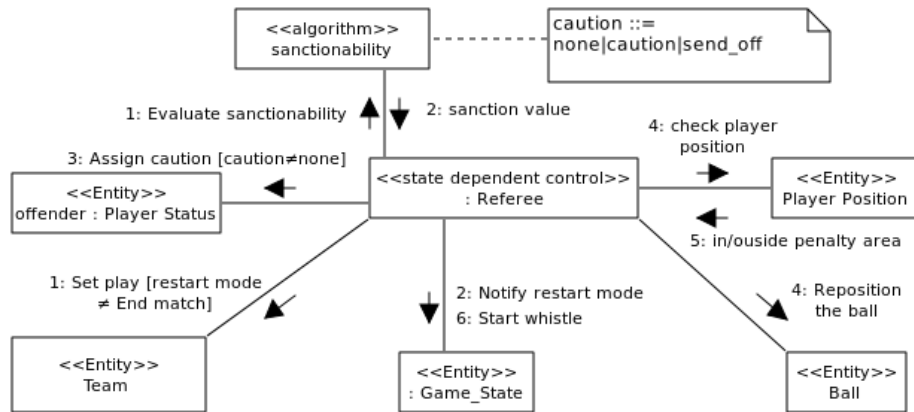 <<algorithm>>
sanctionability
caution ::=
none|caution|send_off
1: Evaluate sanctionability
2: sanction value
4: check player
position
3: Assign caution [caution≠none]
<<Entity>>
offender : Player Status
<<state dependent control>>
: Referee
<<Entity>>
Player Position
5: in/ouside penalty area
1: Set play [restart mode
≠ End match]
2: Notify restart mode
6: Start whistle
4: Reposition
the ball
<<Entity>>
Team
<<Entity>>
: Game_State
<<Entity>>
Ball